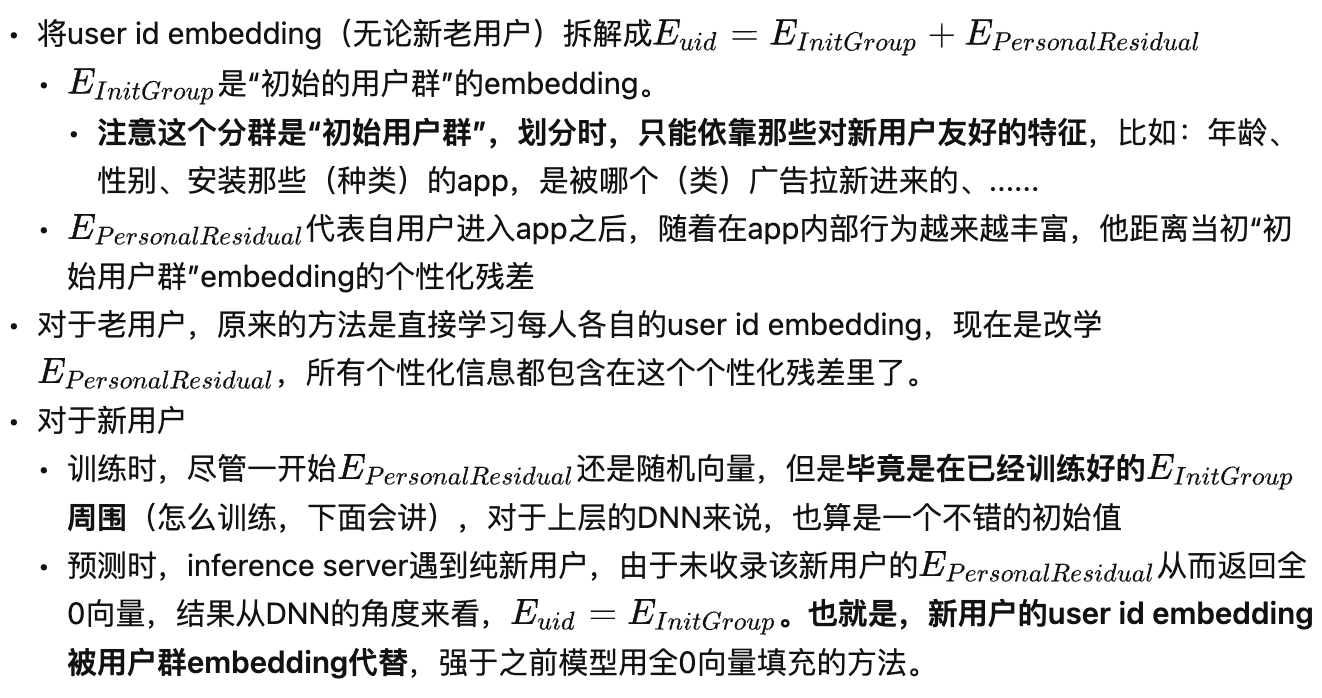 • 将user id embedding（无论新老用户）拆解成E_{uid} = E_{InitGroup} + E_{PersonalResidual}
• E_{InitGroup}是“初始的用户群”的embedding。
• 注意这个分群是“初始用户群”，划分时，只能依靠那些对新用户友好的特征，比如：年龄、
性别、安装那些（种类）的app，是被哪个（类）广告拉新进来的、......
• E_{PersonalResidual}代表自用户进入app之后，随着在app内部行为越来越丰富，他距离当初“初
始用户群”embedding的个性化残差
• 对于老用户，原来的方法是直接学习每人各自的user id embedding，现在是改学
E_{PersonalResidual}，所有个性化信息都包含在这个个性化残差里了。
• 对于新用户
• 训练时，尽管一开始E_{PersonalResidual}还是随机向量，但是毕竟是在已经训练好的E_{InitGroup}
周围（怎么训练，下面会讲），对于上层的DNN来说，也算是一个不错的初始值
• 预测时，inference server遇到纯新用户，由于未收录该新用户的E_{PersonalResidual}从而返回全
0向量，结果从DNN的角度来看，E_{uid} = E_{InitGroup}。也就是，新用户的user id embedding
被用户群embedding代替，强于之前模型用全0向量填充的方法。